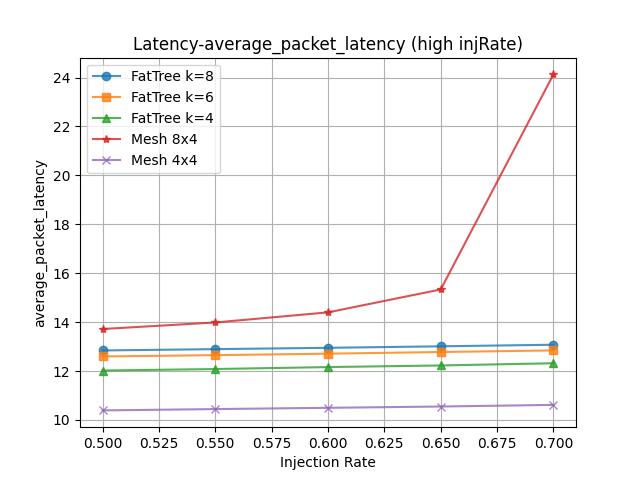 Latency-average_packet_latency (high injRate)
FatTree k=8
FatTree k=6
FatTree k=4
Mesh 8x4
Mesh 4x4
average_packet_latency
24
22
20
18
16
14
12
10
0.500 0.525 0.550 0.575 0.600 0.625 0.650 0.675 0.700
Injection Rate